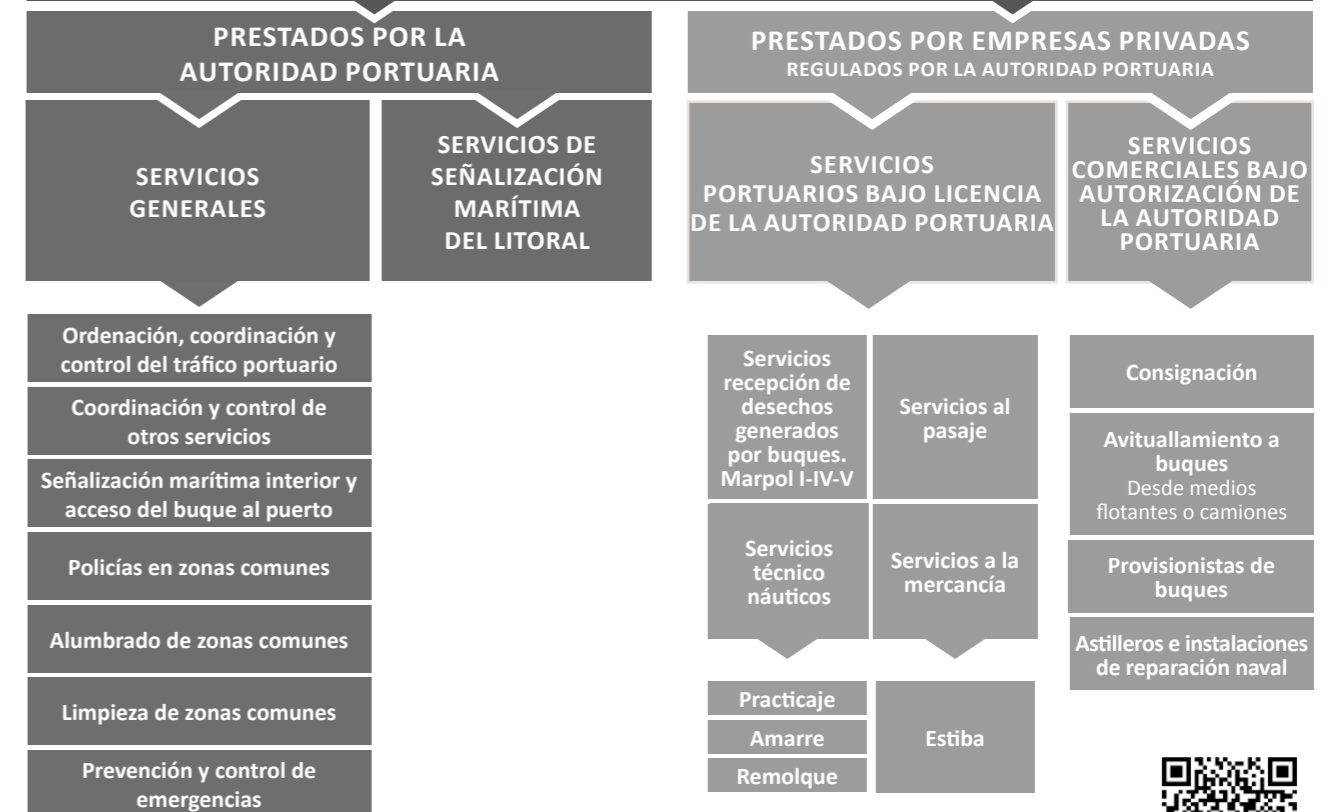 PRESTADOS POR LA
AUTORIDAD PORTUARIA
PRESTADOS POR EMPRESAS PRIVADAS
REGULADOS POR LA AUTORIDAD PORTUARIA
SERVICIOS
GENERALES
SERVICIOS DE
SEÑALIZACIÓN
MARÍTIMA
DEL LITORAL
SERVICIOS
PORTUARIOS BAJO LICENCIA
DE LA AUTORIDAD PORTUARIA
SERVICIOS
COMERCIALES BAJO
AUTORIZACIÓN DE
LA AUTORIDAD
PORTUARIA
Ordenación, coordinación y
control del tráfico portuario
Coordinación y control de
otros servicios
Señalización marítima interior y
acceso del buque al puerto
Policías en zonas comunes
Alumbrado de zonas comunes
Limpieza de zonas comunes
Prevención y control de
emergencias
Servicios
recepción de
desechos
generados
por buques.
Marpol I-IV-V
Servicios al
pasaje
Servicios
técnico
náuticos
Servicios a la
mercancía
Practicaje
Amarre
Remolque
Estiba
Consignación
Avituallamiento a
buques
Desde medios
flotantes o camiones
Provisionistas de
buques
Astilleros e instalaciones
de reparación naval